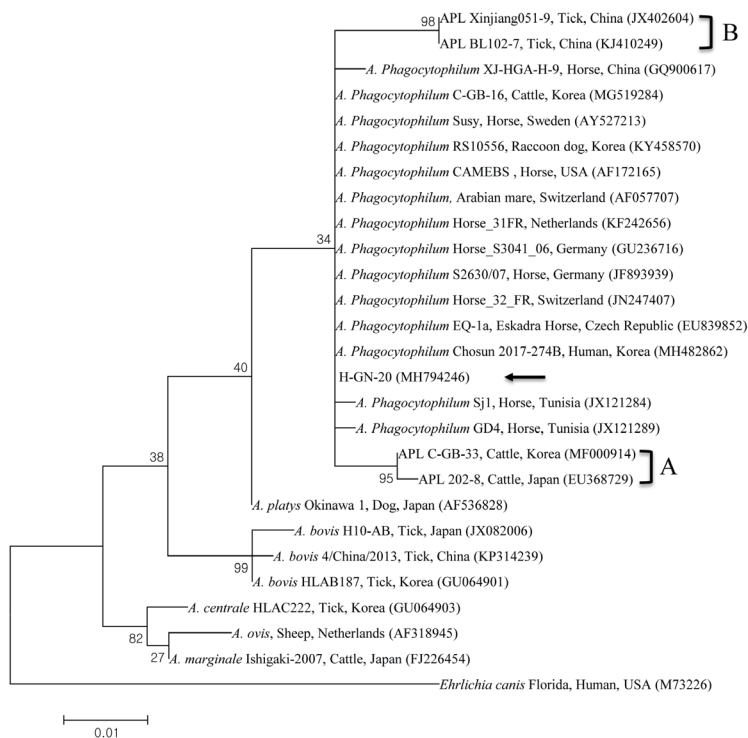 98 APL Xinjiang051-9, Tick, China (JX402604)
B
APL BL102-7, Tick, China (KJ410249)
A. Phagocytophilum XJ-HGA-H-9, Horse, China (GQ900617)
A. Phagocytophilum C-GB-16, Cattle, Korea (MG519284)
A. Phagocytophilum Susy, Horse, Sweden (AY527213)
A. Phagocytophilum RS10556, Raccoon dog, Korea (KY458570)
A. Phagocytophilum CAMEBS , Horse, USA (AF172165)
A. Phagocytophilum, Arabian mare, Switzerland (AF057707)
A. Phagocytophilum Horse_31FR, Netherlands (KF242656)
34
A. Phagocytophilum Horse_S3041_06, Germany (GU236716)
A. Phagocytophilum S2630/07, Horse, Germany (JF893939)
A. Phagocytophilum Horse_32_FR, Switzerland (JN247407)
A. Phagocytophilum EQ-1a, Eskadra Horse, Czech Republic (EU839852)
A. Phagocytophilum Chosun 2017-274B, Human, Korea (MH482862)
40
H-GN-20 (MH794246)
A. Phagocytophilum Sj1, Horse, Tunisia (JX121284)
A. Phagocytophilum GD4, Horse, Tunisia (JX121289)
38
APL C-GB-33, Cattle, Korea (MF000914)
A
95 APL 202-8, Cattle, Japan (EU368729)
A. platys Okinawa 1, Dog, Japan (AF536828)
A. bovis H10-AB, Tick, Japan (JX082006)
A. bovis 4/China/2013, Tick, China (KP314239)
99
A. bovis HLAB187, Tick, Korea (GU064901)
A. centrale HLAC222, Tick, Korea (GU064903)
82
A. ovis, Sheep, Netherlands (AF318945)
27 A. marginale Ishigaki-2007, Cattle, Japan (FJ226454)
Ehrlichia canis Florida, Human, USA (M73226)
0.01